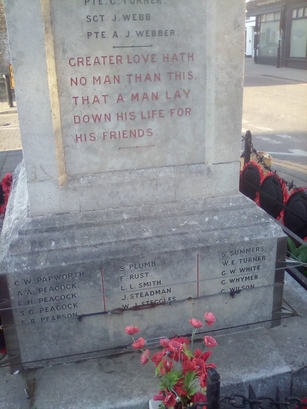 PTE. C. TURNER.
SGT J. WEBB.
PTE A. J. WEBBER.
GREATER LOVE HATH
NO MAN THAN THIS,
THAT A MAN LAY
DOWN HIS LIFE FOR
HIS FRIENDS.
C. W. PAPWORTH
A. A. PEACOCK
J. H. PEACOCK
S. G. PEACOCK
E. R. PEARSON
S. PLUMB
F. RUST
L. L. SMITH
J. STEADMAN
W. J. STEGGLES
D. SUMMERS
W. E. TURNER
G. W. WHITE
G. WHYMER
C. WILSON